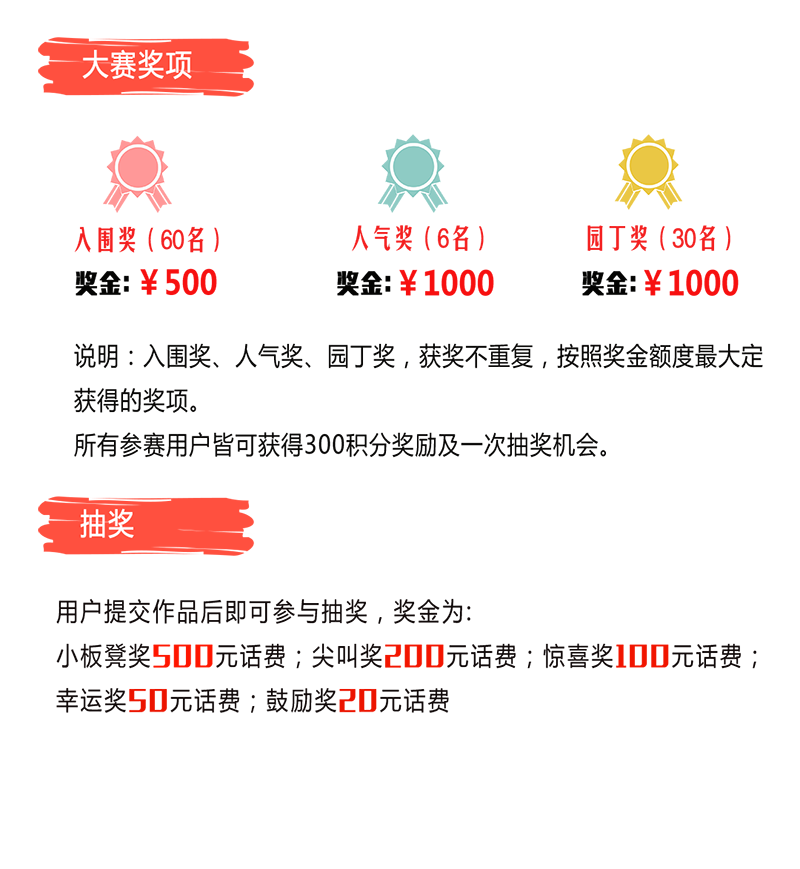 大赛奖项
入围奖（60名）
人气奖（6名）
园丁奖（30名）
奖金:￥500
奖金:￥1000
奖金:￥1000
说明：入围奖、人气奖、园丁奖，获奖不重复，按照奖金额度最大定
获得的奖项。
所有参赛用户皆可获得300积分奖励及一次抽奖机会。
抽奖
用户提交作品后即可参与抽奖，奖金为:
小板凳奖500元话费；尖叫奖200元话费；惊喜奖100元话费；
幸运奖50元话费；鼓励奖20元话费